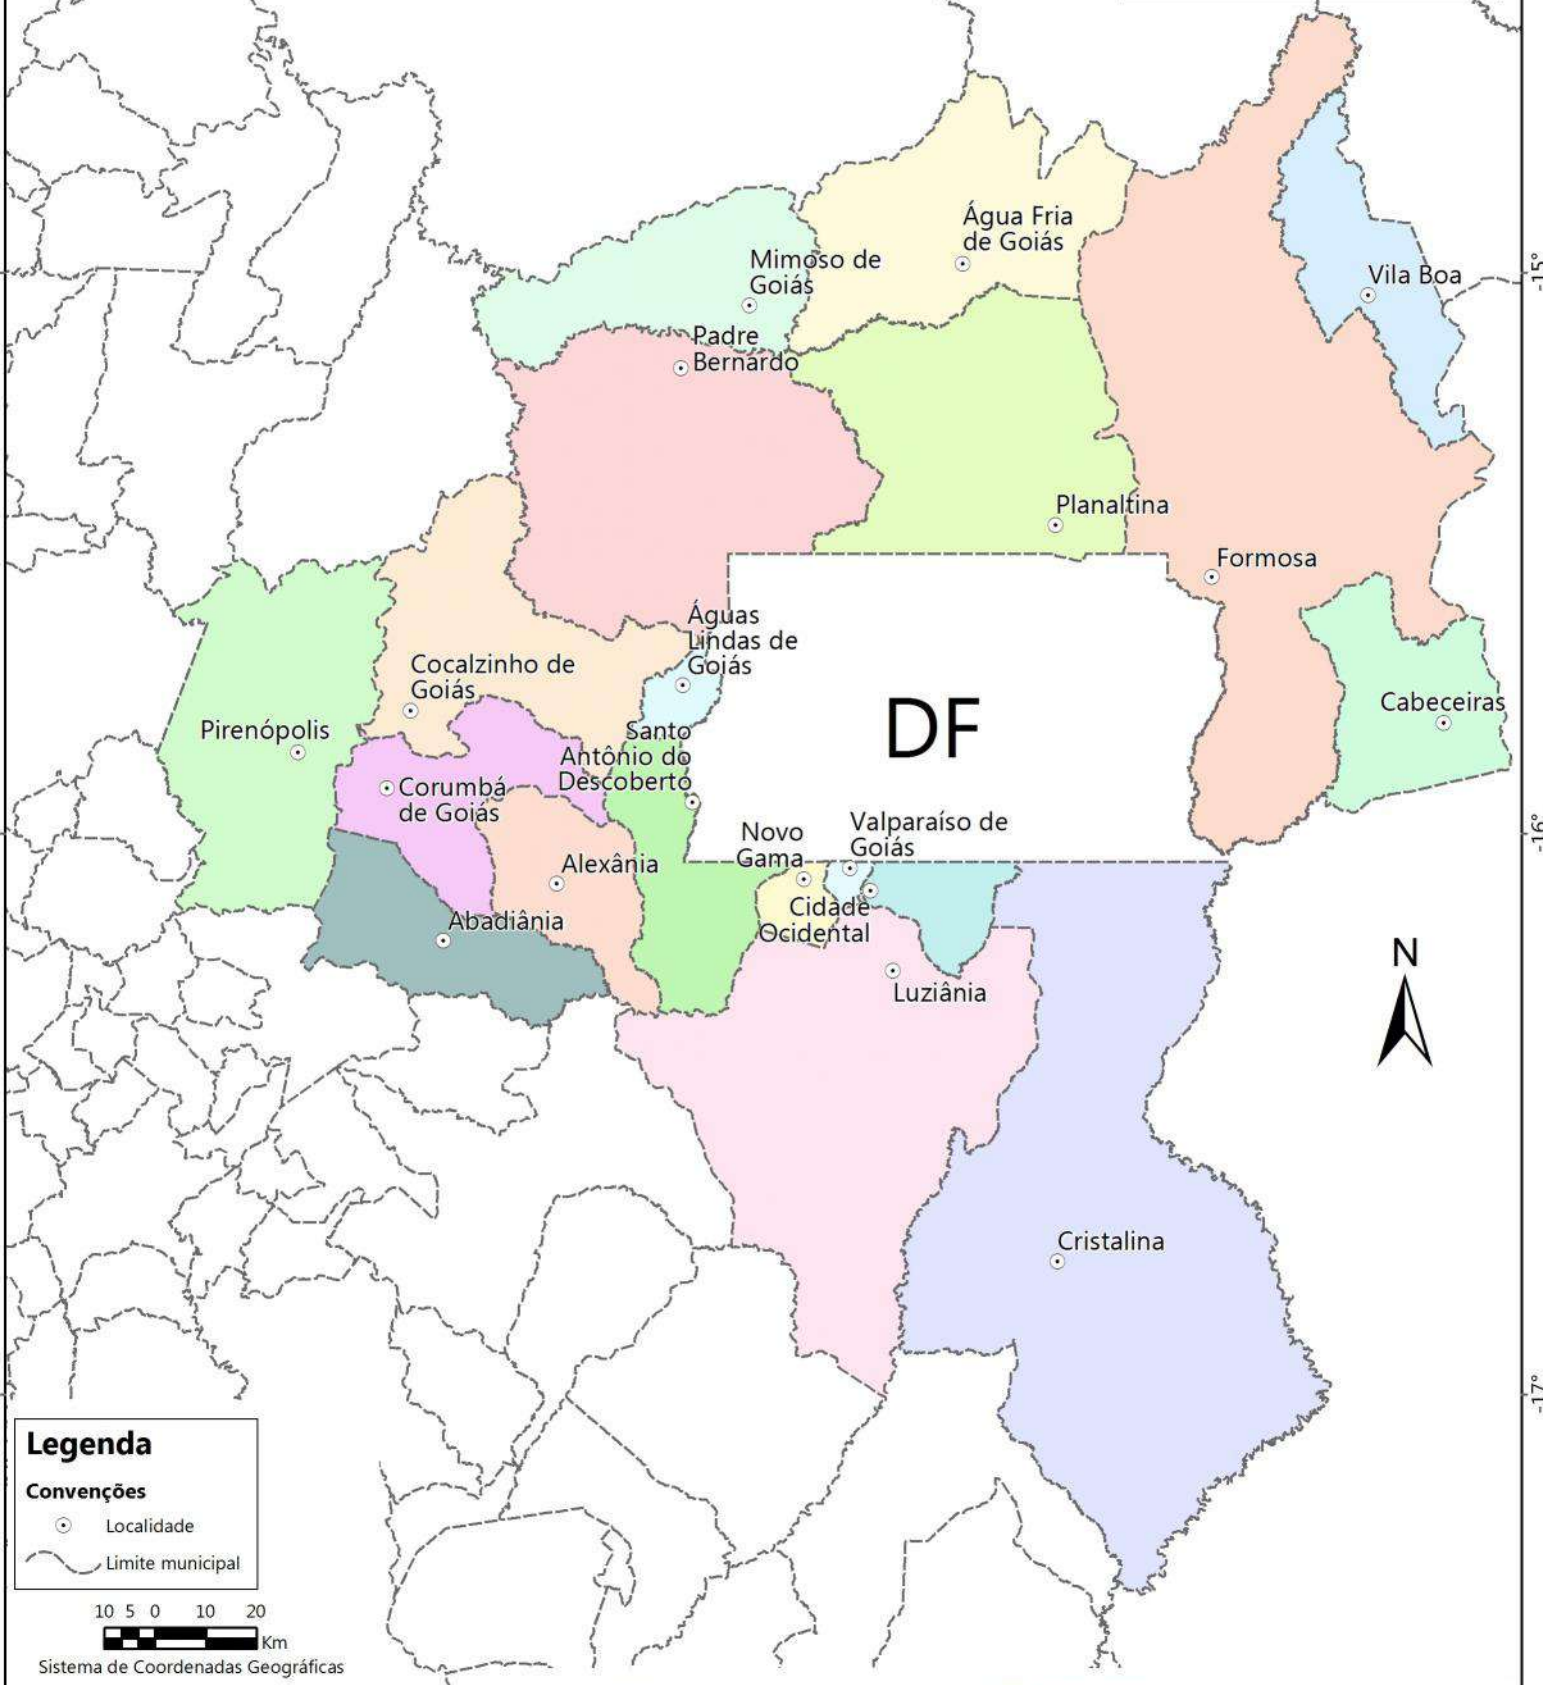 Água Fria
de Goiás
Mimoso de
Goiás
Vila Boa
-15°
Padre
Bernardo
Planaltina
Formosa
Águas
Lindas de
Goiás
Cocalzinho de
Goiás
Pirenópolis
Santo
Antônio do
Descoberto
DF
Cabeceiras
Corumbá
de Goiás
Novo
Gama
Valparaíso de
Goiás
-16°
Alexânia
Cidade
Ocidental
Abadiânia
N
Luziânia
Cristalina
-17°
Legenda
Convenções
Localidade
Limite municipal
10 5 0 10 20
Km
Sistema de Coordenadas Geográficas